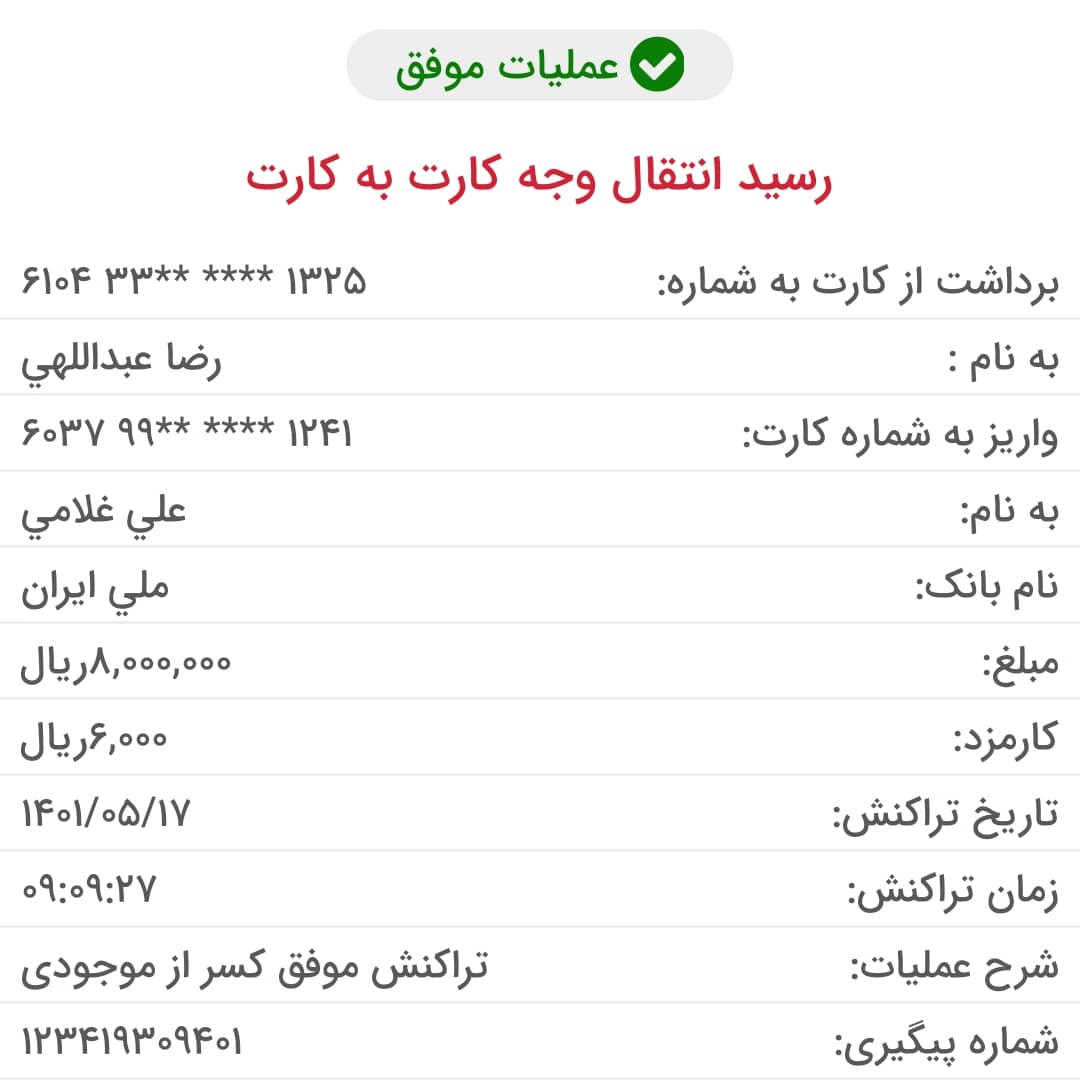 عملیات موفق
رسید انتقال وجه کارت به کارت
برداشت از کارت به شماره: ۶۱۰۴ ۳۳** **** ۱۳۲۵
به نام : رضا عبداللهي
واریز به شماره کارت: ۶۰۳۷ ۹۹** **** ۱۲۴۱
به نام: علي غلامي
نام بانک: ملي ایران
مبلغ: ۸,۰۰۰,۰۰۰ریال
کارمزد: ۶,۰۰۰ریال
تاریخ تراکنش: ۱۴۰۱/۰۵/۱۷
زمان تراکنش: ۰۹:۰۹:۲۷
شرح عملیات: تراکنش موفق کسر از موجودی
شماره پیگیری: ۱۲۳۴۱۹۳۰۹۴۰۱